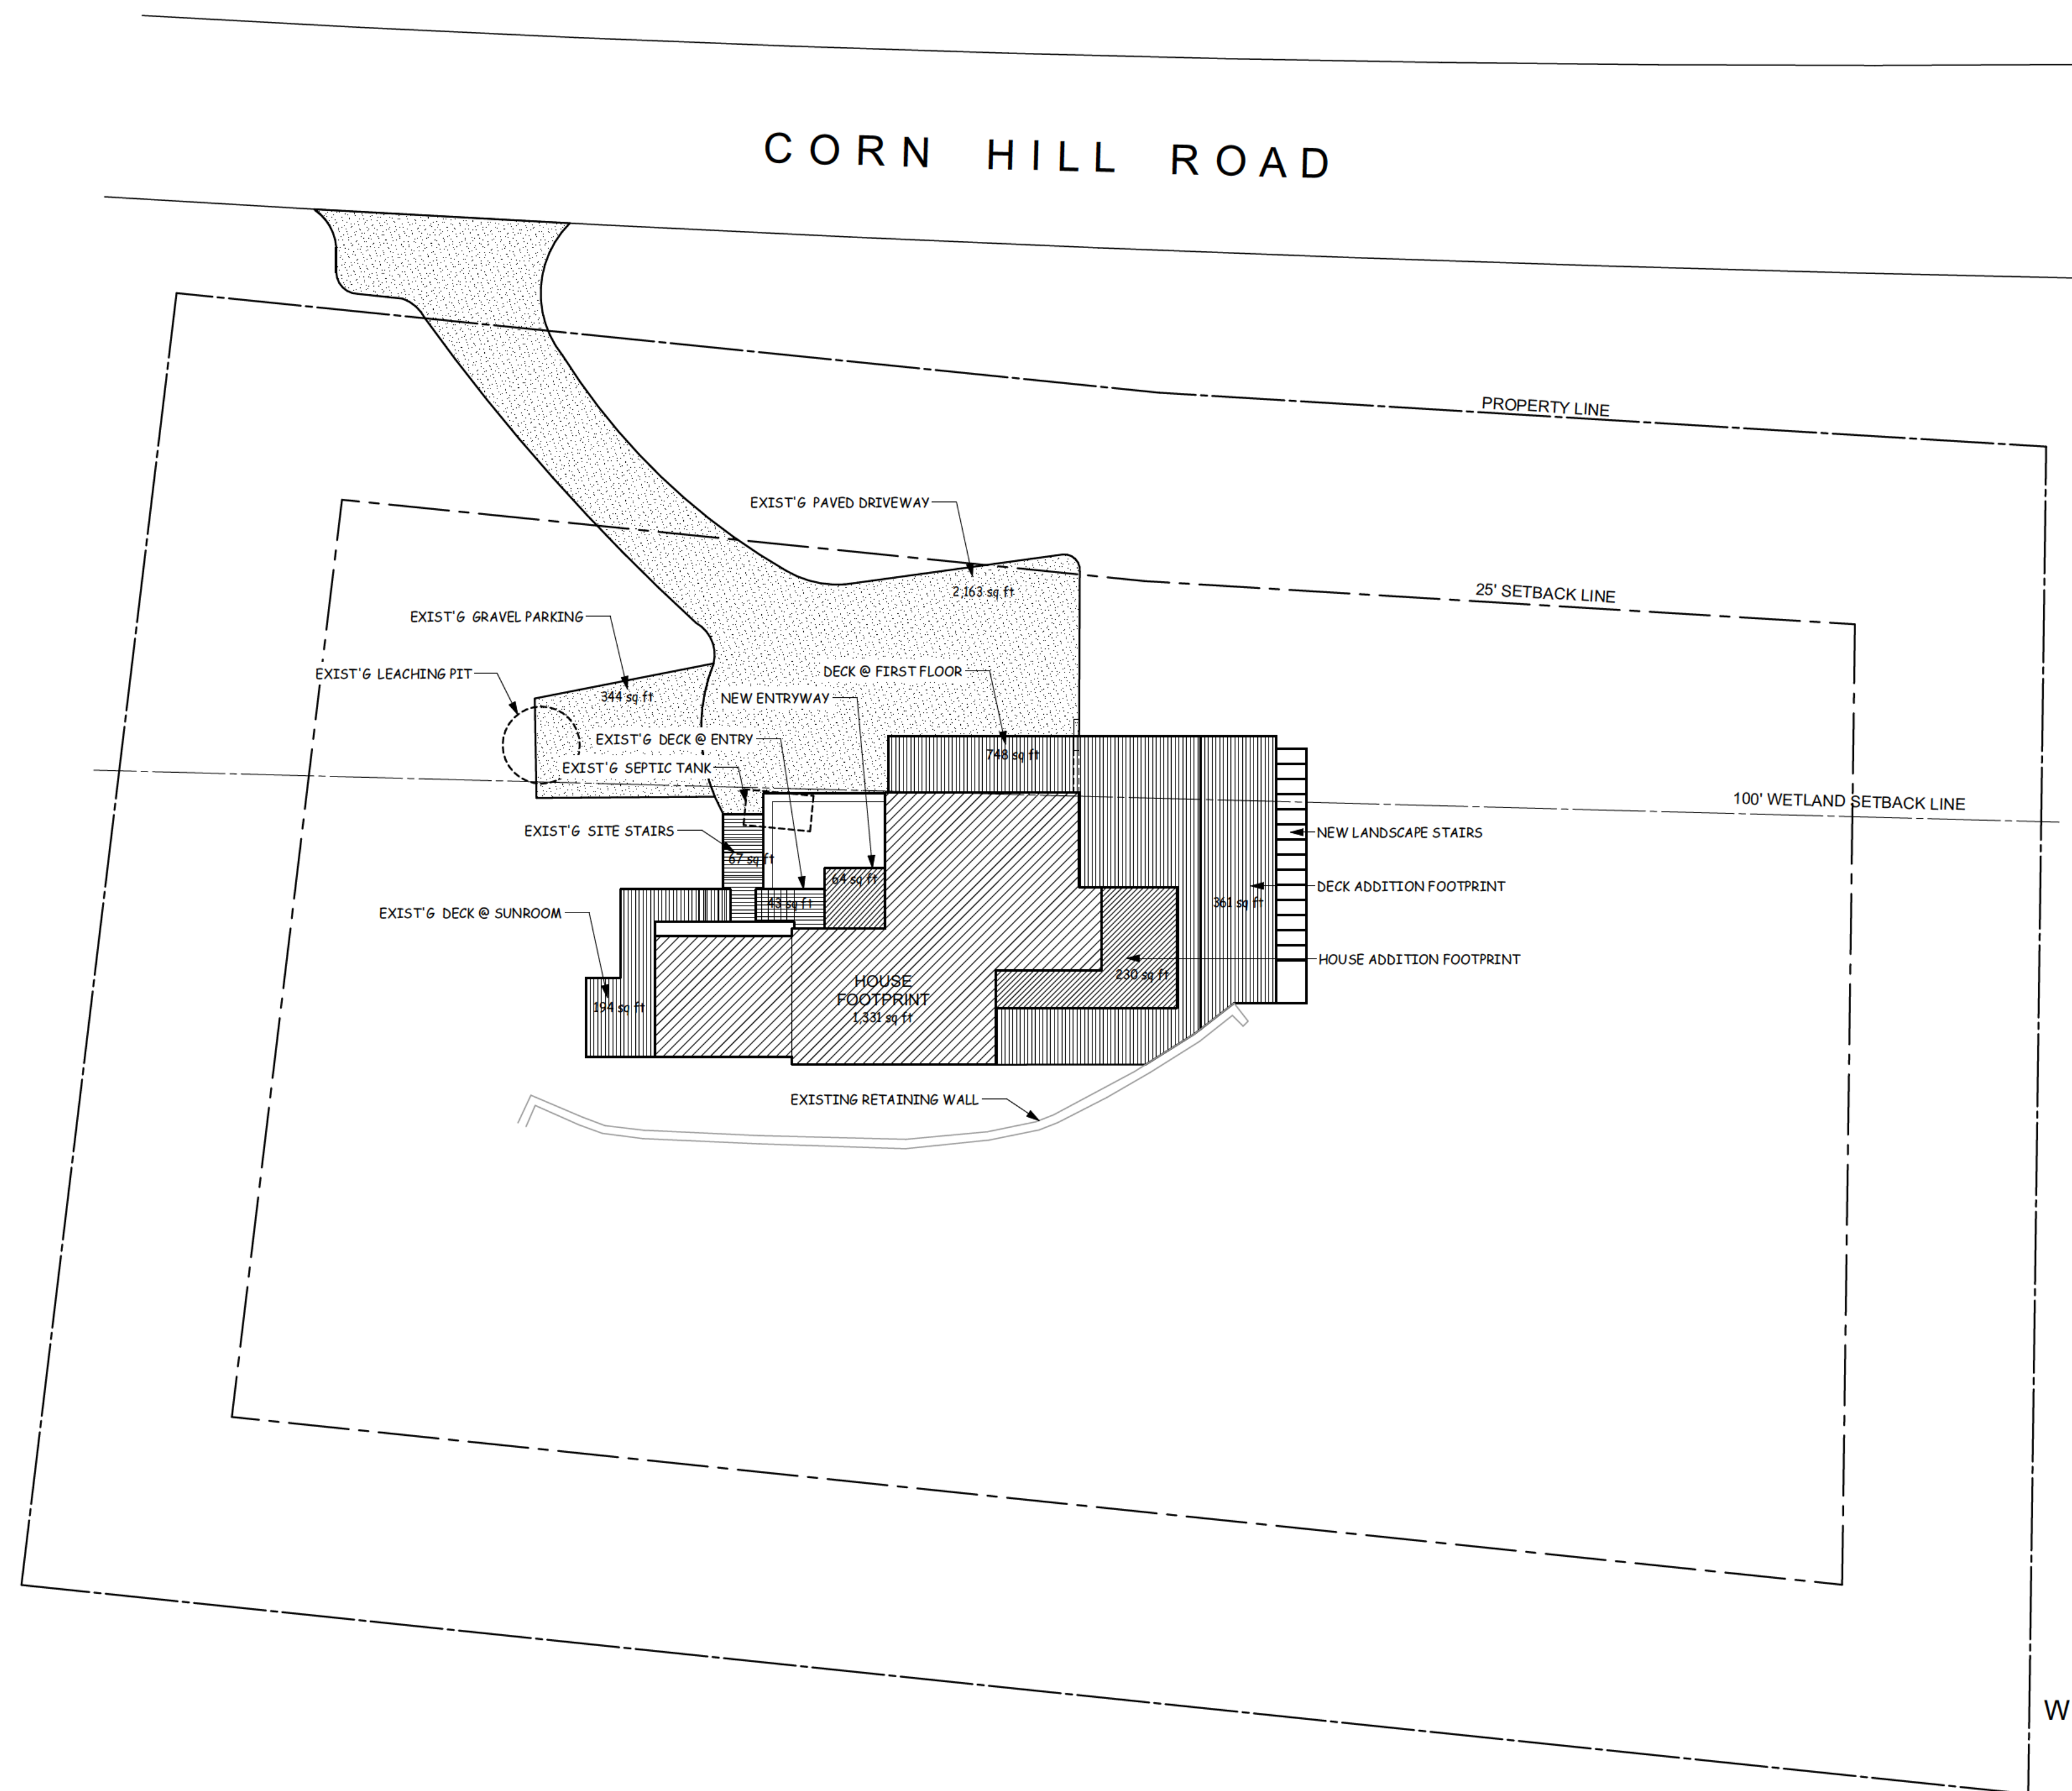 CORN HILL ROAD
PROPERTY LINE
EXIST'G PAVED DRIVEWAY
2,163 sq ft
25' SETBACK LINE
EXIST'G GRAVEL PARKING
EXIST'G LEACHING PIT
344 sq ft
DECK @ FIRST FLOOR
NEW ENTRYWAY
EXIST'G DECK @ ENTRY
748 sq ft
EXIST'G SEPTIC TANK
100' WETLAND SETBACK LINE
EXIST'G SITE STAIRS
NEW LANDSCAPE STAIRS
67 sq ft
64 sq ft
DECK ADDITION FOOTPRINT
43 sq ft
361 sq ft
EXIST'G DECK @ SUNROOM
HOUSE ADDITION FOOTPRINT
230 sq ft
HOUSE
FOOTPRINT
1,331 sq ft
194 sq ft
EXISTING RETAINING WALL
W